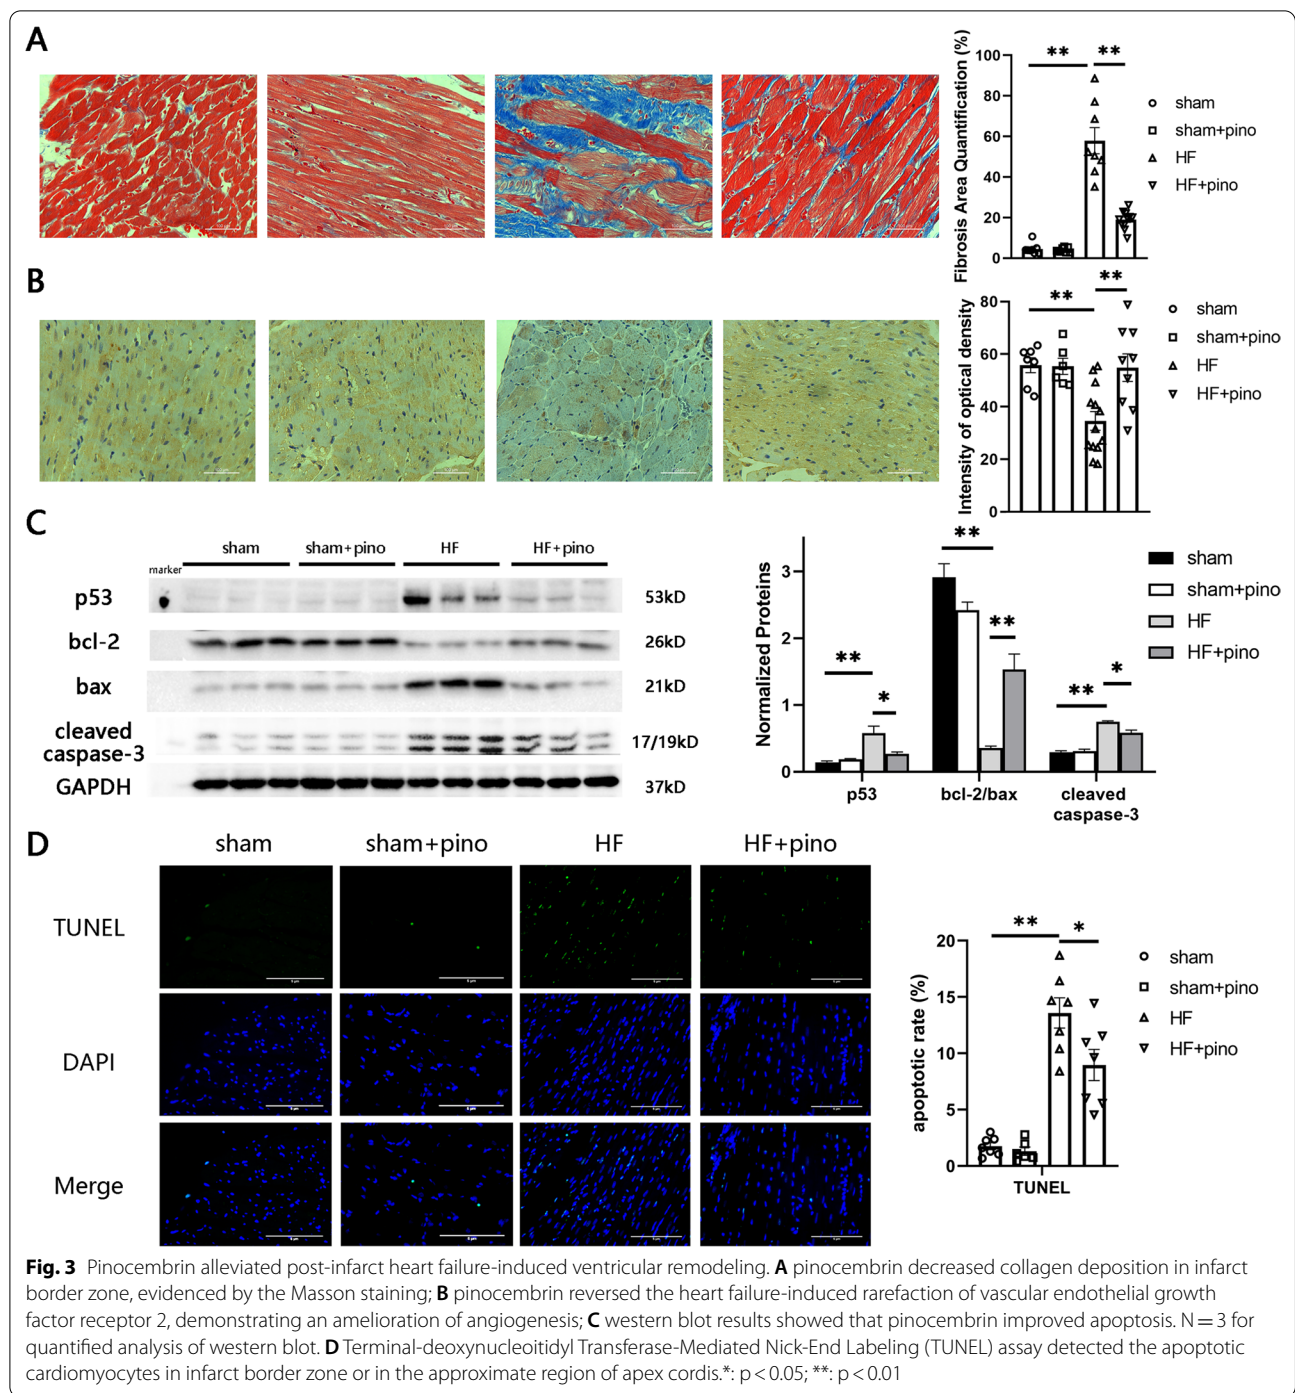 A
Fibrosis Area Quantification (%)
100
80
60
40
20
0
** **
sham
sham+pino
HF
HF+pino
B
Intensity of optical density
80
60
40
20
0
** **
sham
sham+pino
HF
HF+pino
C
sham sham+pino HF HF+pino
marker
p53 53kD
bcl-2 26kD
bax 21kD
cleaved
caspase-3 17/19kD
GAPDH 37kD
Normalized Proteins
3
2
1
0
** * ** ** ** *
p53 bcl-2/bax cleaved
caspase-3
sham
sham+pino
HF
HF+pino
D
sham sham+pino HF HF+pino
TUNEL
DAPI
Merge
apoptotic rate (%)
20
15
10
5
0
** *
TUNEL
sham
sham+pino
HF
HF+pino
Fig. 3 Pinocembrin alleviated post-infarct heart failure-induced ventricular remodeling. A pinocembrin decreased collagen deposition in infarct
border zone, evidenced by the Masson staining; B pinocembrin reversed the heart failure-induced rarefaction of vascular endothelial growth
factor receptor 2, demonstrating an amelioration of angiogenesis; C western blot results showed that pinocembrin improved apoptosis. N = 3 for
quantified analysis of western blot. D Terminal-deoxynucleoitidyl Transferase-Mediated Nick-End Labeling (TUNEL) assay detected the apoptotic
cardiomyocytes in infarct border zone or in the approximate region of apex cordis.*: p < 0.05; **: p < 0.01